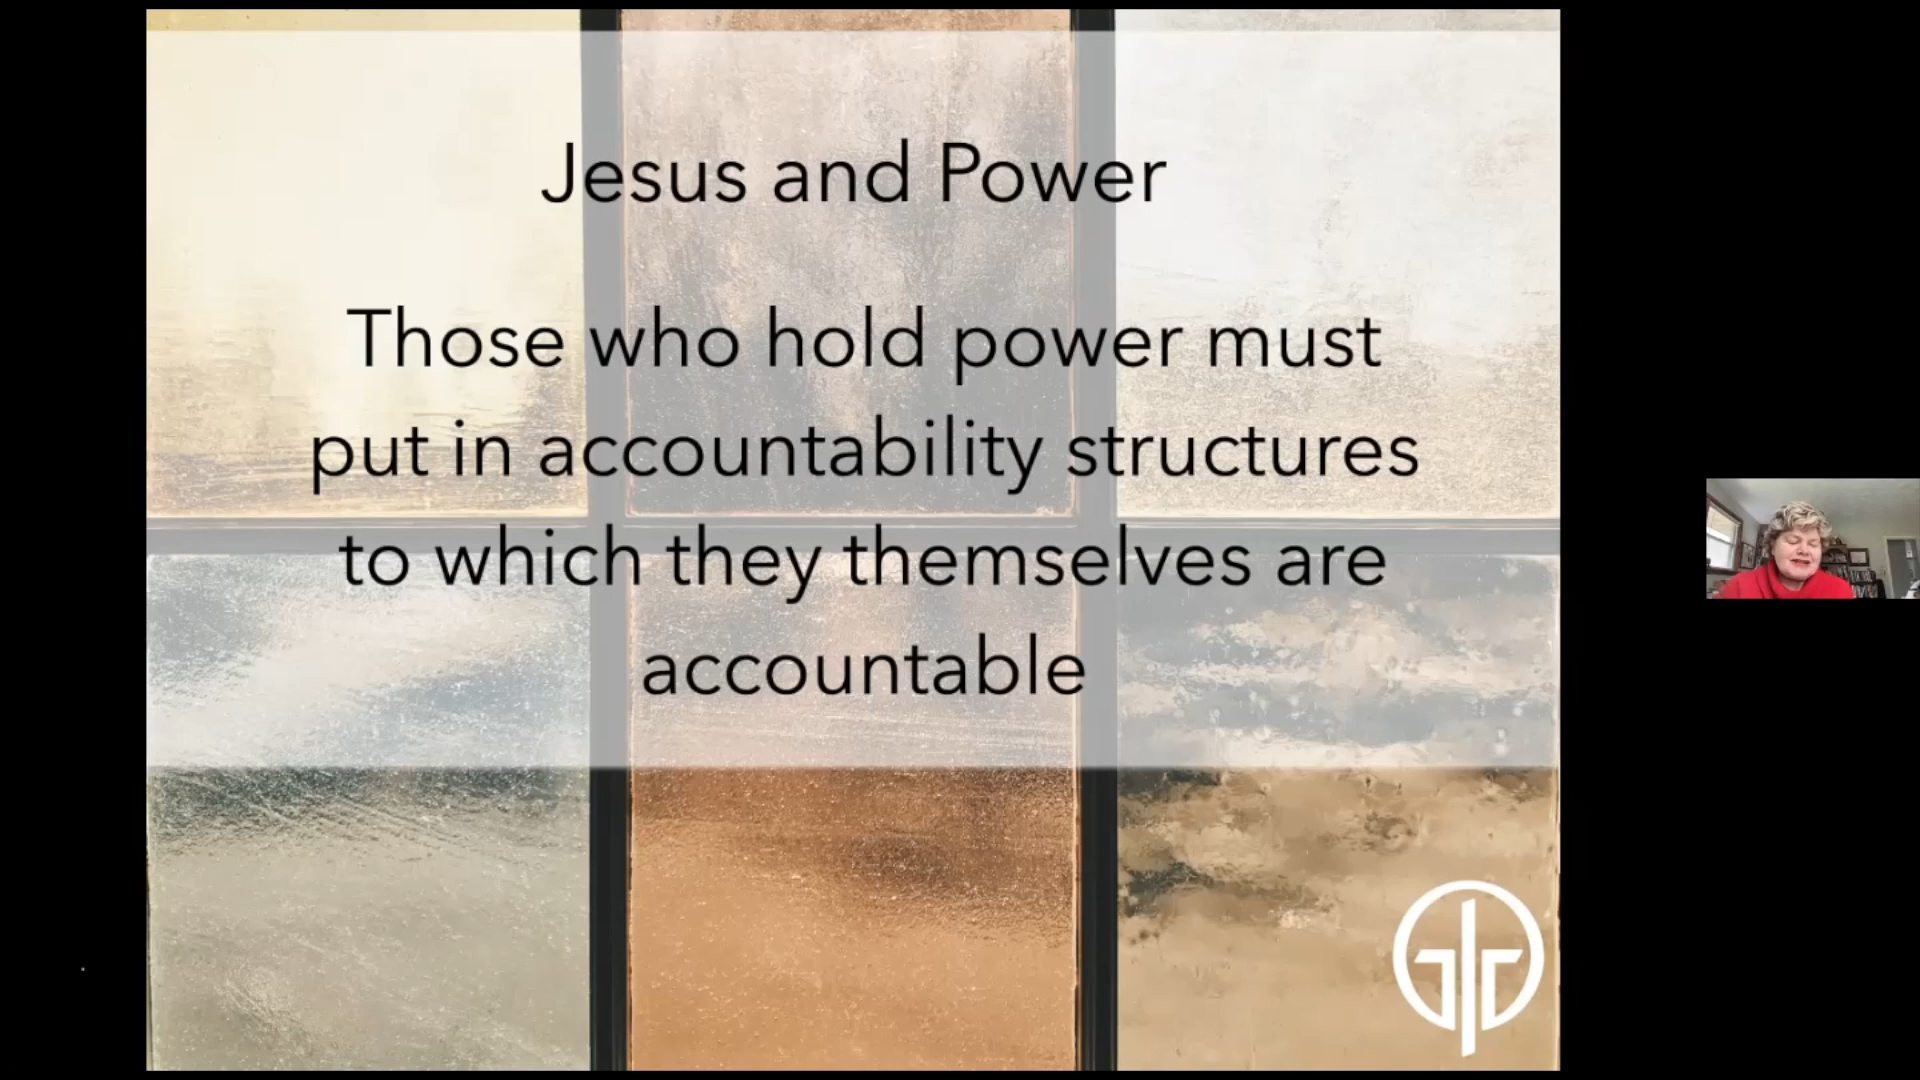 Jesus and Power
Those who hold power must
put in accountability structures
to which they themselves are
accountable